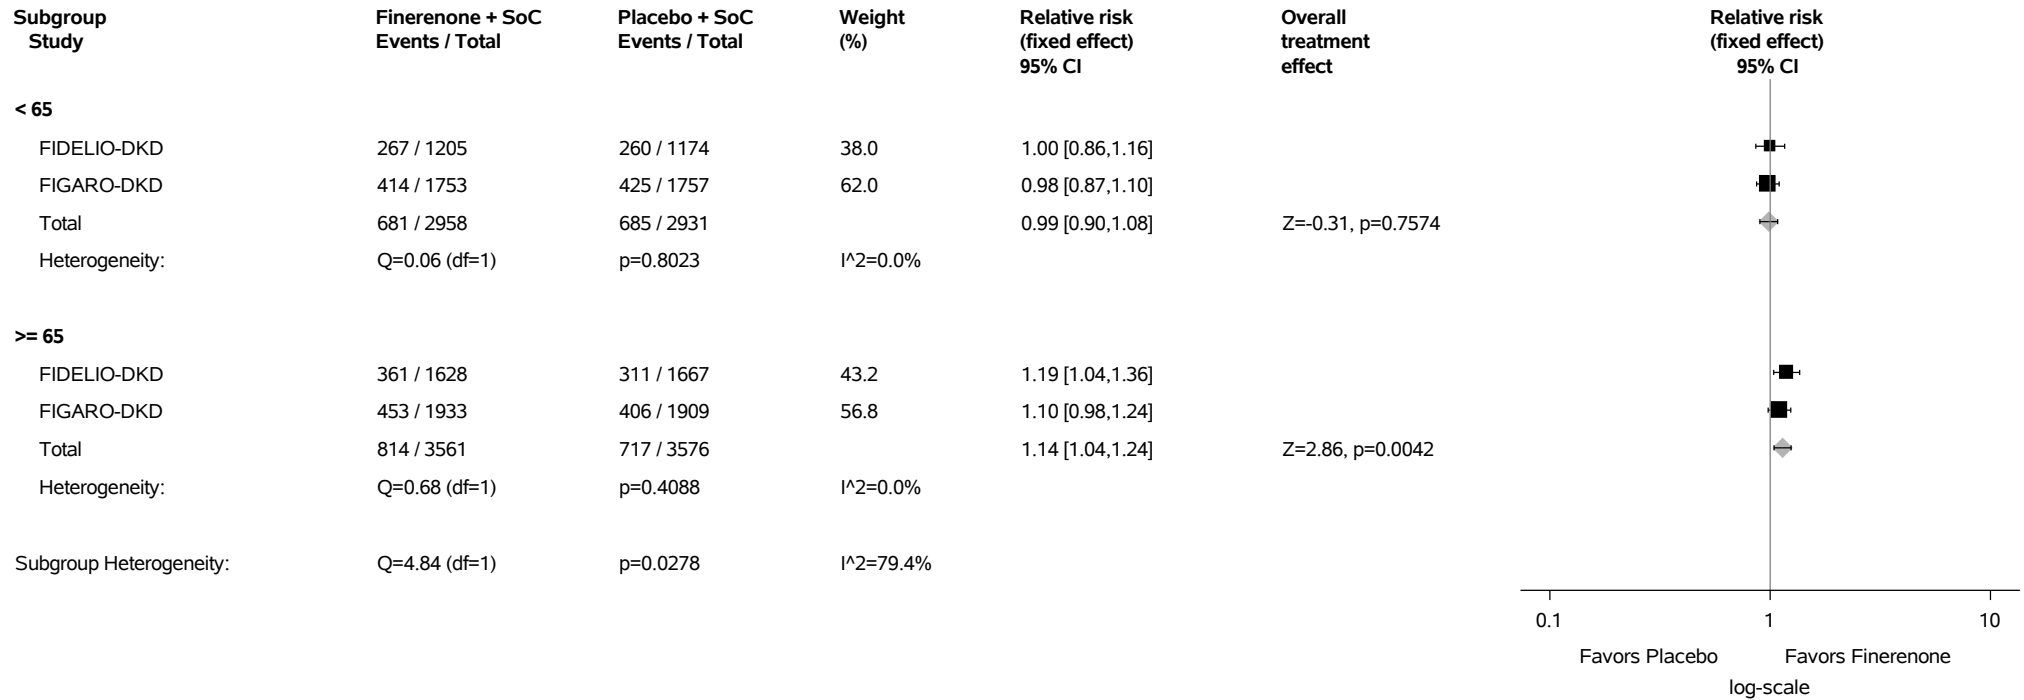 Subgroup Finerenone + SoC Placebo + SoC Weight Relative risk Overall Relative risk
Study Events / Total Events / Total (%) (fixed effect) treatment (fixed effect)
95% CI effect 95% CI
< 65
FIDELIO-DKD 267 / 1205 260 / 1174 38.0 1.00 [0.86,1.16]
FIGARO-DKD 414 / 1753 425 / 1757 62.0 0.98 [0.87,1.10]
Total 681 / 2958 685 / 2931 0.99 [0.90,1.08] Z=-0.31, p=0.7574
Heterogeneity: Q=0.06 (df=1) p=0.8023 I^2=0.0%
>= 65
FIDELIO-DKD 361 / 1628 311 / 1667 43.2 1.19 [1.04,1.36]
FIGARO-DKD 453 / 1933 406 / 1909 56.8 1.10 [0.98,1.24]
Total 814 / 3561 717 / 3576 1.14 [1.04,1.24] Z=2.86, p=0.0042
Heterogeneity: Q=0.68 (df=1) p=0.4088 I^2=0.0%
Subgroup Heterogeneity: Q=4.84 (df=1) p=0.0278 I^2=79.4%
0.1 1 10
Favors Placebo Favors Finerenone
log-scale